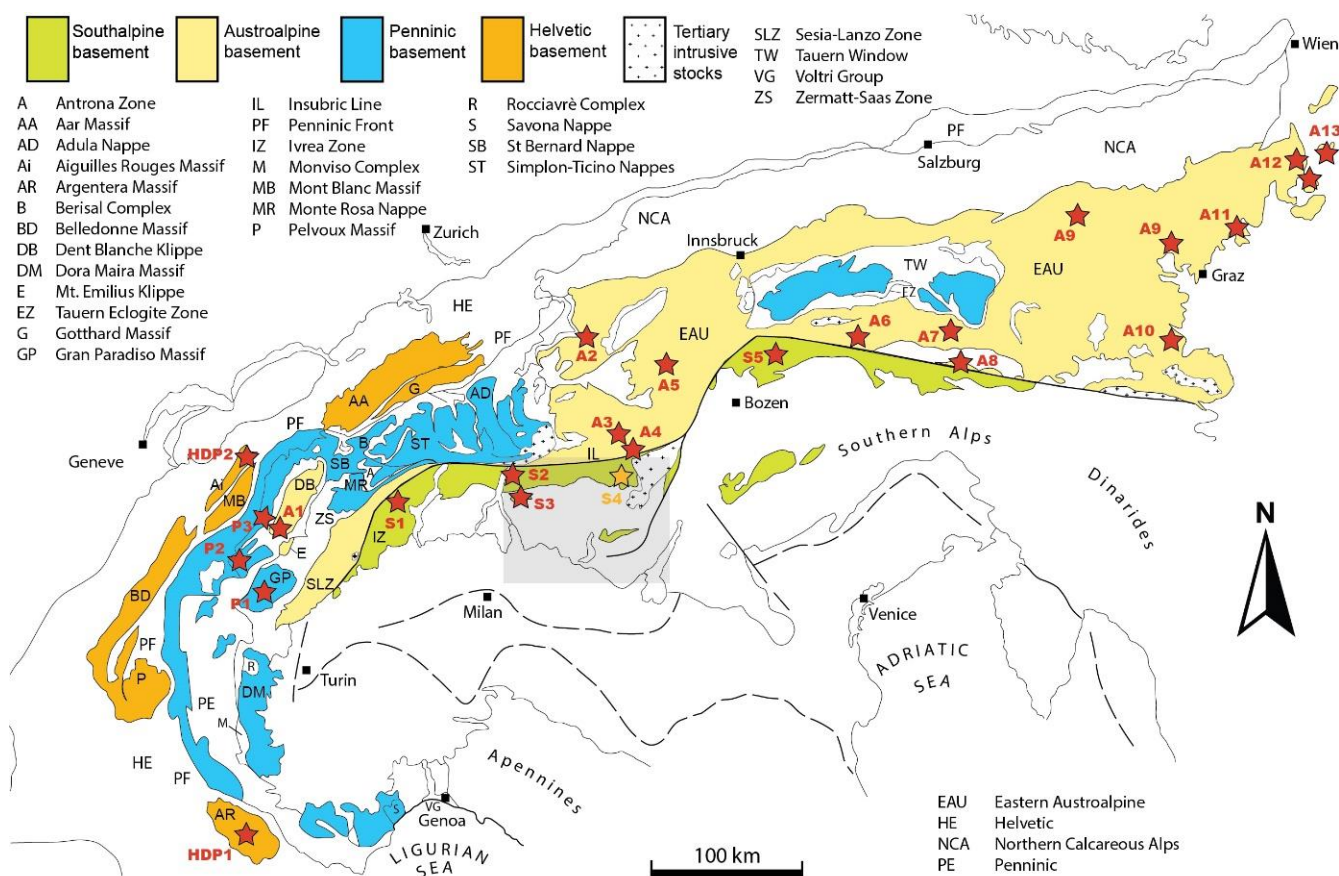 Southalpine
basement
Austroalpine
basement
Penninic
basement
Helvetic
basement
Tertiary
intrusive
stocks
SLZ Sesia-Lanzo Zone
TW Tauern Window
VG Voltri Group
ZS Zermatt-Saas Zone
A Antrona Zone
AA Aar Massif
AD Adula Nappe
Ai Aiguilles Rouges Massif
AR Argentera Massif
B Berisal Complex
BD Belledonne Massif
DB Dent Blanche Klippe
DM Dora Maira Massif
E Mt. Emilius Klippe
EZ Tauern Eclogite Zone
G Gotthard Massif
GP Gran Paradiso Massif
IL Insubric Line
PF Penninic Front
IZ Ivrea Zone
M Monviso Complex
MB Mont Blanc Massif
MR Monte Rosa Nappe
P Pelvoux Massif
R Rocciavrè Complex
S Savona Nappe
SB St Bernard Nappe
ST Simplon-Ticino Nappes
Wien
PF
Salzburg
NCA
A13
A12
Zurich
NCA
Innsbruck
A9
A9
A11
HE
TW
EAU
Graz
EZ
PF
EAU
A6
A7
A10
A2
S5
A8
A5
AA
G
AD
Bozen
PF
B
ST
A3
A4
Geneve
HDP2
SB
A
IL
Southern Alps
Ai
MB
DB
MR
S2
S4
Dinarides
P3
A1
ZS
S1
S3
N
P2
E
IZ
BD
GP
P1
SLZ
Milan
Venice
PF
R
Turin
ADRIATIC
SEA
P
PE
DM
M
HE
PF
Apennines
S
VG
Genoa
AR
HDP1
LIGURIAN
SEA
100 km
EAU Eastern Austroalpine
HE Helvetic
NCA Northern Calcareous Alps
PE Penninic